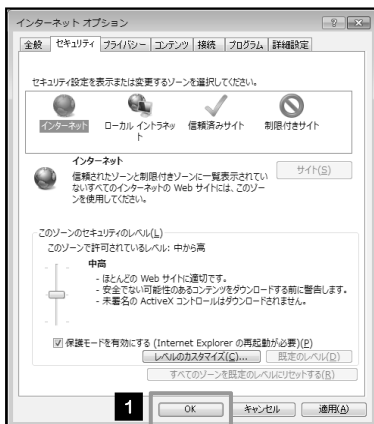 インターネット オプション
全般 セキュリティ プライバシー コンテンツ 接続 プログラム 詳細設定
セキュリティ設定を表示または変更するゾーンを選択してください。
インターネット ローカル イントラネット 信頼済みサイト 制限付きサイト
インターネット
信頼されたゾーンと制限付きゾーンに一覧表示されてい
ないすべてのインターネットの Web サイトには、このゾー
ンを使用してください。
サイト(S)
このゾーンのセキュリティのレベル(L)
このゾーンで許可されているレベル: 中から高
中高
- ほとんどの Web サイトに適切です。
- 安全でない可能性のあるコンテンツをダウンロードする前に警告します。
- 未署名の ActiveX コントロールはダウンロードされません。
保護モードを有効にする (Internet Explorer の再起動が必要)(P)
レベルのカスタマイズ(C)... 既定のレベル(D)
すべてのゾーンを既定のレベルにリセットする(R)
1 OK キャンセル 適用(A)